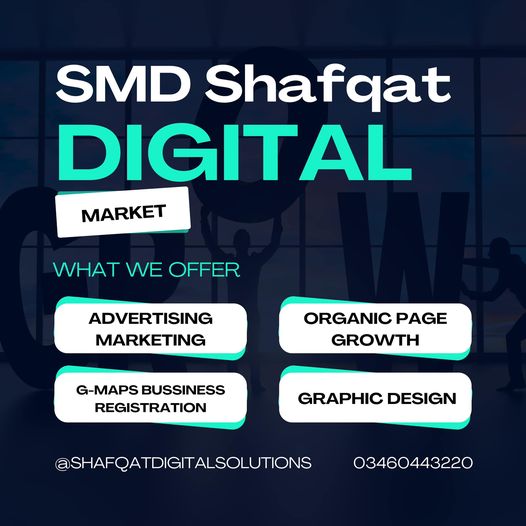 SMD Shafqat
DIGITAL
MARKET
WHAT WE OFFER
ADVERTISING
MARKETING
ORGANIC PAGE
GROWTH
G-MAPS BUSSINESS
REGISTRATION
GRAPHIC DESIGN
@SHAFQATDIGITALSOLUTIONS
03460443220
GROW